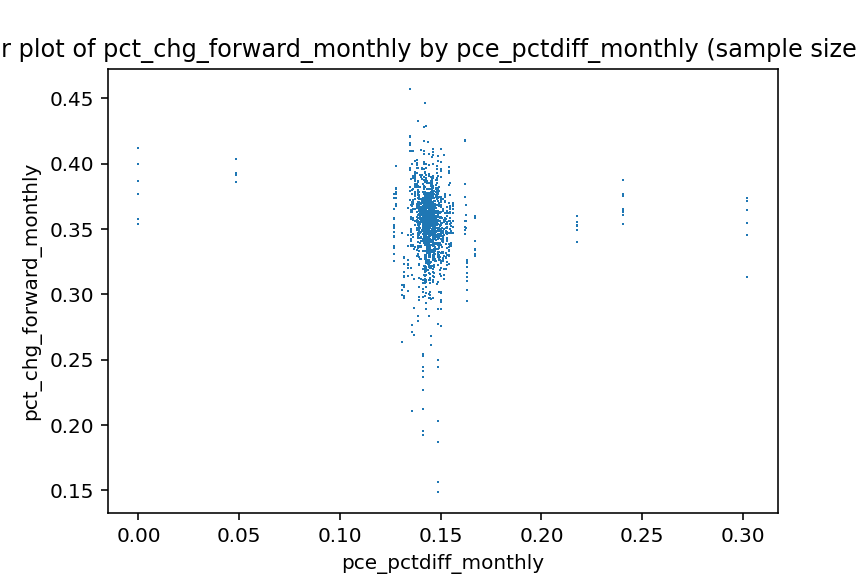 r plot of pct_chg_forward_monthly by pce_pctdiff_monthly (sample size
pct_chg_forward_monthly
0.45
0.40
0.35
0.30
0.25
0.20
0.15
0.00 0.05 0.10 0.15 0.20 0.25 0.30
pce_pctdiff_monthly